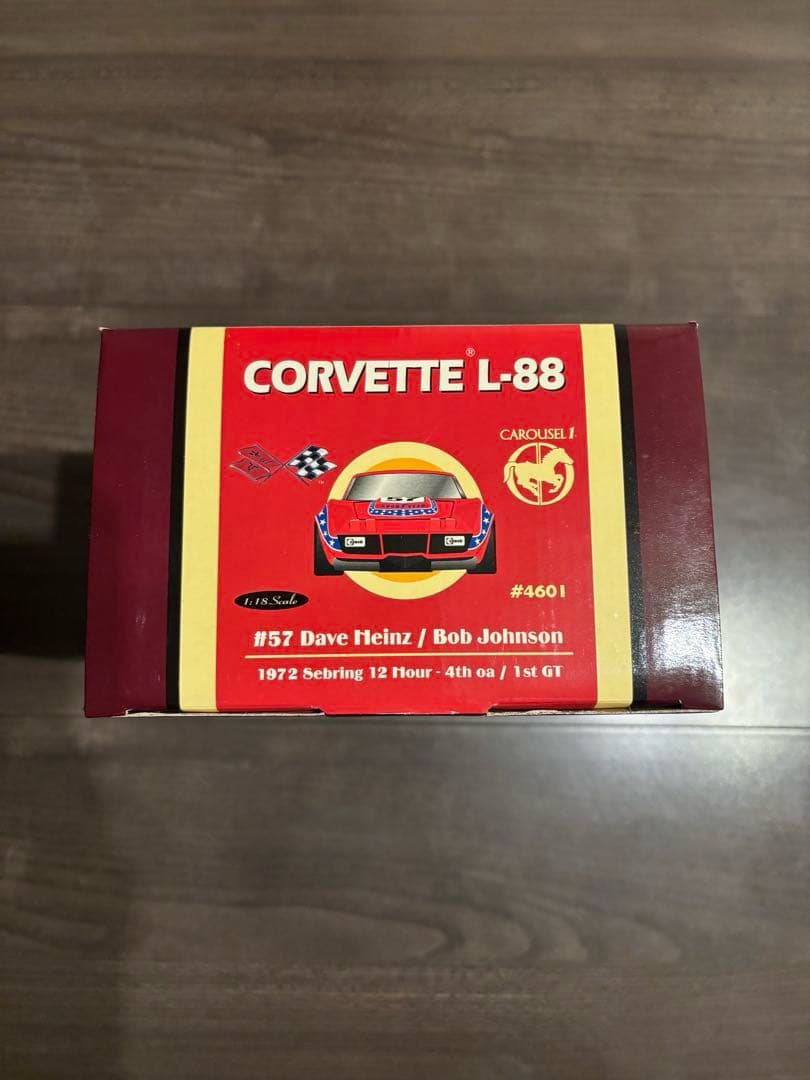 CORVETTE® L-88
CAROUSEL 1
57
#4601
1:18 Scale
#57 Dave Heinz / Bob Johnson
1972 Sebring 12 Hour - 4th oa / 1st GT